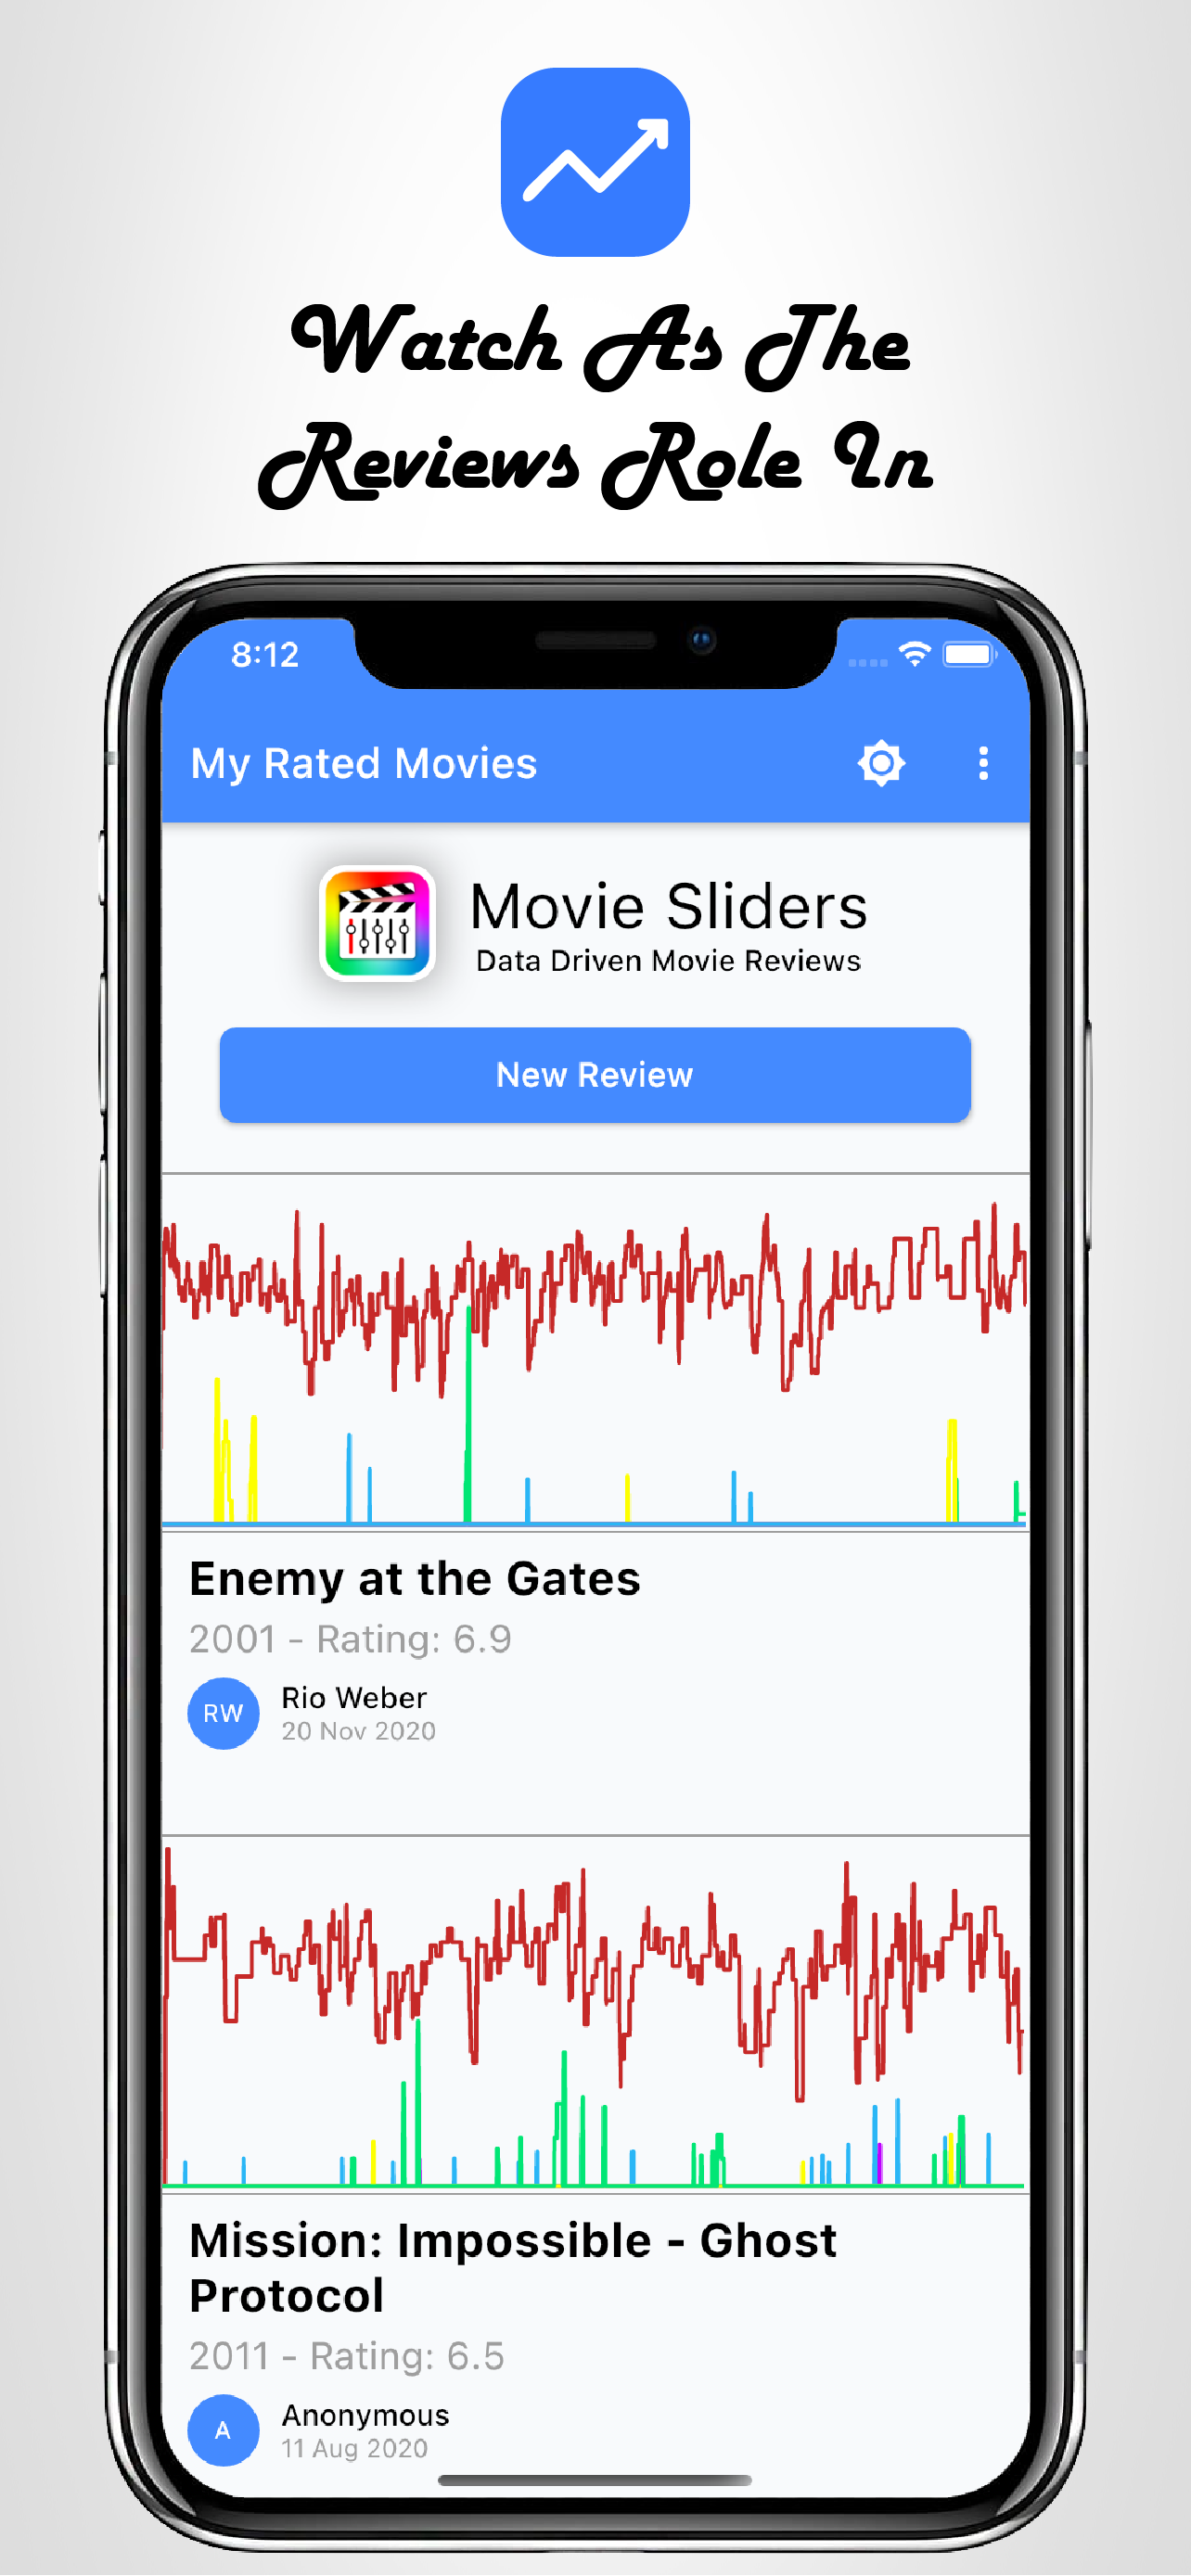 Watch As The
Reviews Role In
8:12
My Rated Movies
Movie Sliders
Data Driven Movie Reviews
New Review
Enemy at the Gates
2001 - Rating: 6.9
RW
Rio Weber
20 Nov 2020
Mission: Impossible - Ghost
Protocol
2011 - Rating: 6.5
A
Anonymous
11 Aug 2020